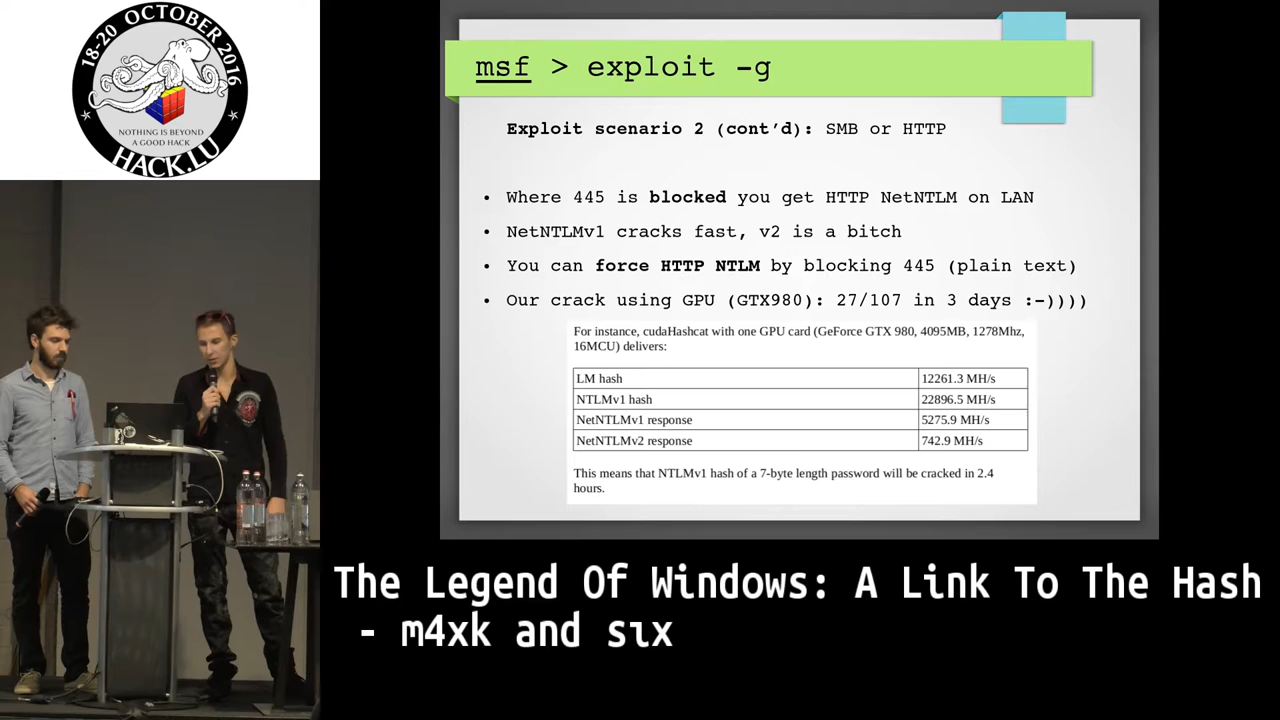 18-20 OCTOBER 2016
NOTHING IS BEYOND
A GOOD HACK
HACK.LU
msf > exploit -g
Exploit scenario 2 (cont’d): SMB or HTTP
• Where 445 is blocked you get HTTP NetNTLM on LAN
• NetNTLMv1 cracks fast, v2 is a bitch
• You can force HTTP NTLM by blocking 445 (plain text)
• Our crack using GPU (GTX980): 27/107 in 3 days :-))))
For instance, cudaHashcat with one GPU card (GeForce GTX 980, 4095MB, 1278Mhz,
16MCU) delivers:
LM hash 12261.3 MH/s
NTLMv1 hash 22896.5 MH/s
NetNTLMv1 response 5275.9 MH/s
NetNTLMv2 response 742.9 MH/s
This means that NTLMv1 hash of a 7-byte length password will be cracked in 2.4
hours.
The Legend Of Windows: A Link To The Hash
- m4xk and sıx